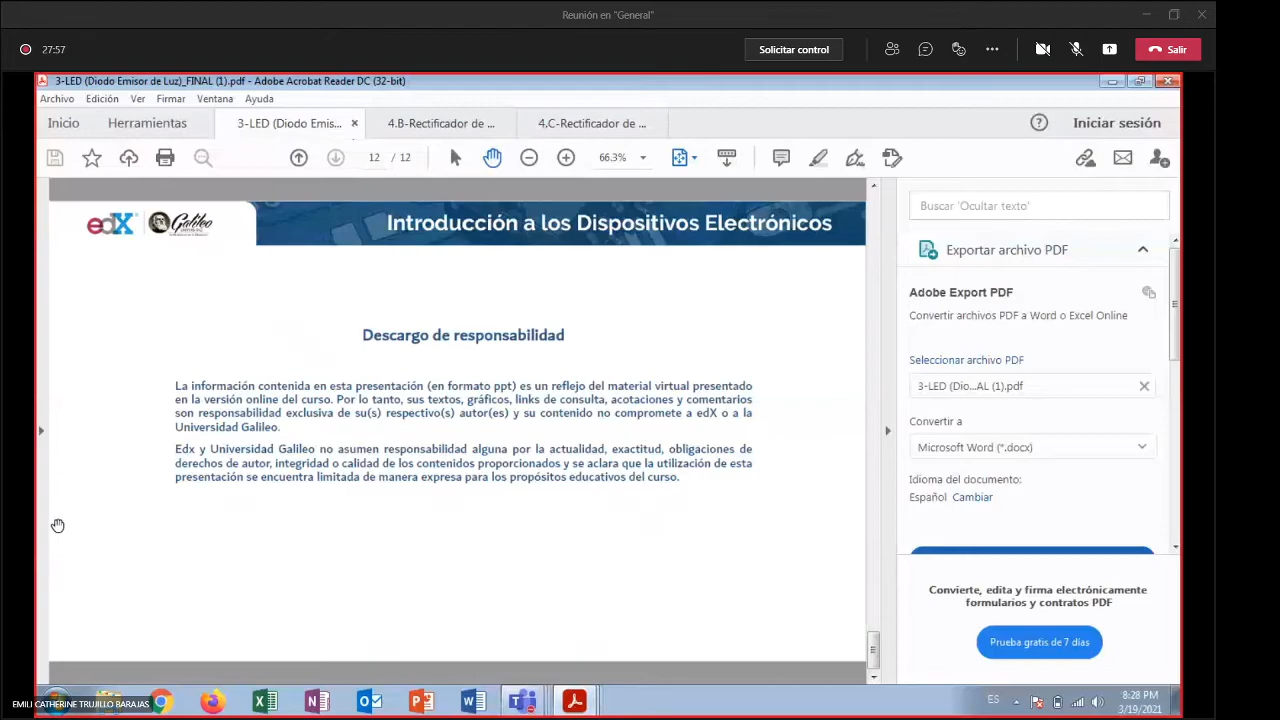 Reunión en "General"
27:57
Solicitar control
Salir
3-LED (Diodo Emisor de Luz)_FINAL (1).pdf - Adobe Acrobat Reader DC (32-bit)
Archivo Edición Ver Firmar Ventana Ayuda
Inicio Herramientas 3-LED (Diodo Emis... 4.B-Rectificador de ... 4.C-Rectificador de ... Iniciar sesión
12 / 12 66.3%
edX Galileo
Introducción a los Dispositivos Electrónicos
Descargo de responsabilidad
La información contenida en esta presentación (en formato ppt) es un reflejo del material virtual presentado
en la versión online del curso. Por lo tanto, sus textos, gráficos, links de consulta, acotaciones y comentarios
son responsabilidad exclusiva de su(s) respectivo(s) autor(es) y su contenido no compromete a edX o a la
Universidad Galileo.
Edx y Universidad Galileo no asumen responsabilidad alguna por la actualidad, exactitud, obligaciones de
derechos de autor, integridad o calidad de los contenidos proporcionados y se aclara que la utilización de esta
presentación se encuentra limitada de manera expresa para los propósitos educativos del curso.
Buscar 'Ocultar texto'
Exportar archivo PDF
Adobe Export PDF
Convertir archivos PDF a Word o Excel Online
Seleccionar archivo PDF
3-LED (Dio...AL (1).pdf
Convertir a
Microsoft Word (*.docx)
Idioma del documento:
Español Cambiar
Convierte, edita y firma electrónicamente
formularios y contratos PDF
Prueba gratis de 7 días
EMILI CATHERINE TRUJILLO BARAJAS
ES
8:28 PM
3/19/2021